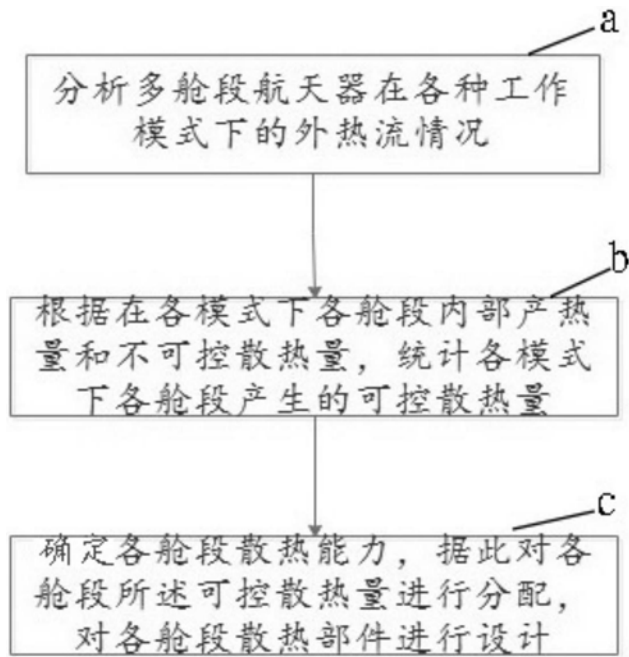 a
分析多舱段航天器在各种工作
模式下的外热流情况
b
根据在各模式下各舱段内部产热
量和不可控散热量，统计各模式
下各舱段产生的可控散热量
c
确定各舱段散热能力，据此对各
舱段所述可控散热量进行分配，
对各舱段散热部件进行设计